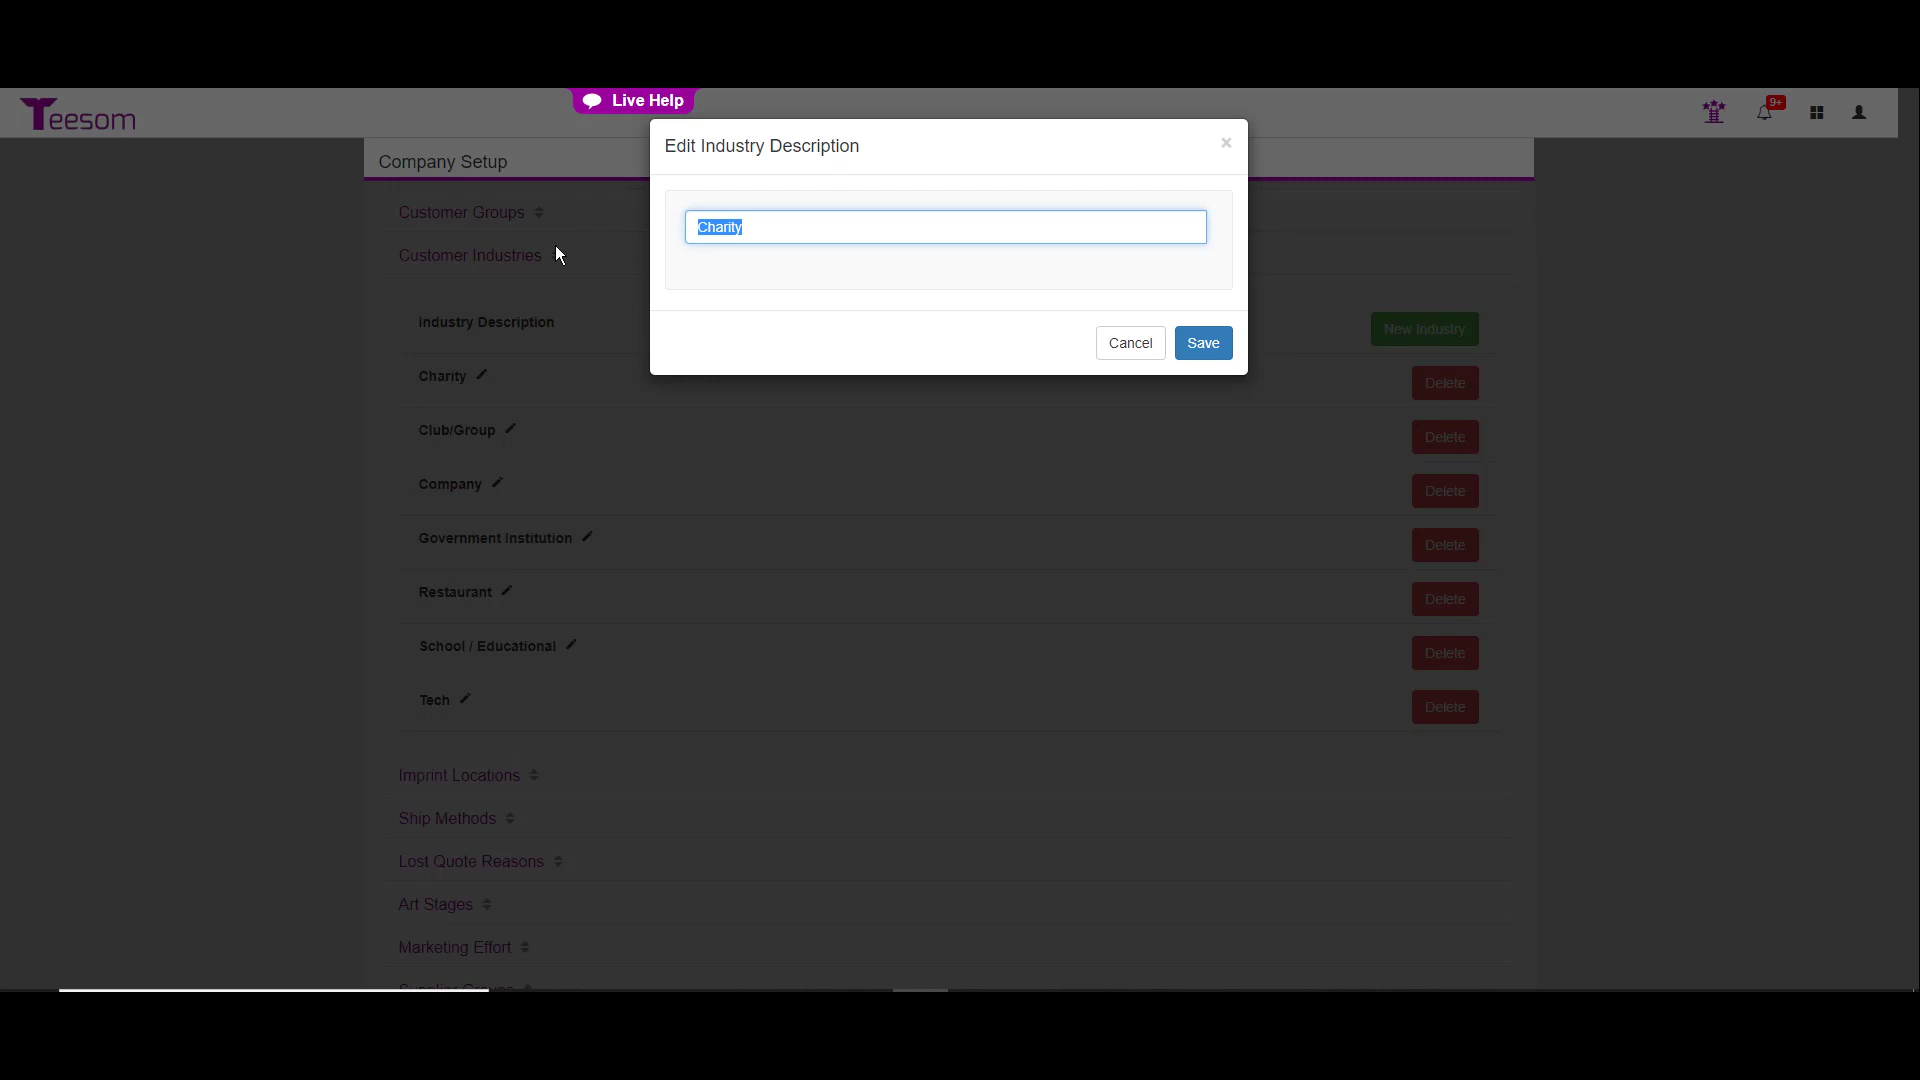 Teesom
Live Help
9+
Edit Industry Description
×
Company Setup
Customer Groups
Charity
Customer Industries
Industry Description
New Industry
Cancel
Save
Charity
Delete
Club/Group
Delete
Company
Delete
Government Institution
Delete
Restaurant
Delete
School / Educational
Delete
Tech
Delete
Imprint Locations
Ship Methods
Lost Quote Reasons
Art Stages
Marketing Effort
Supplier Groups